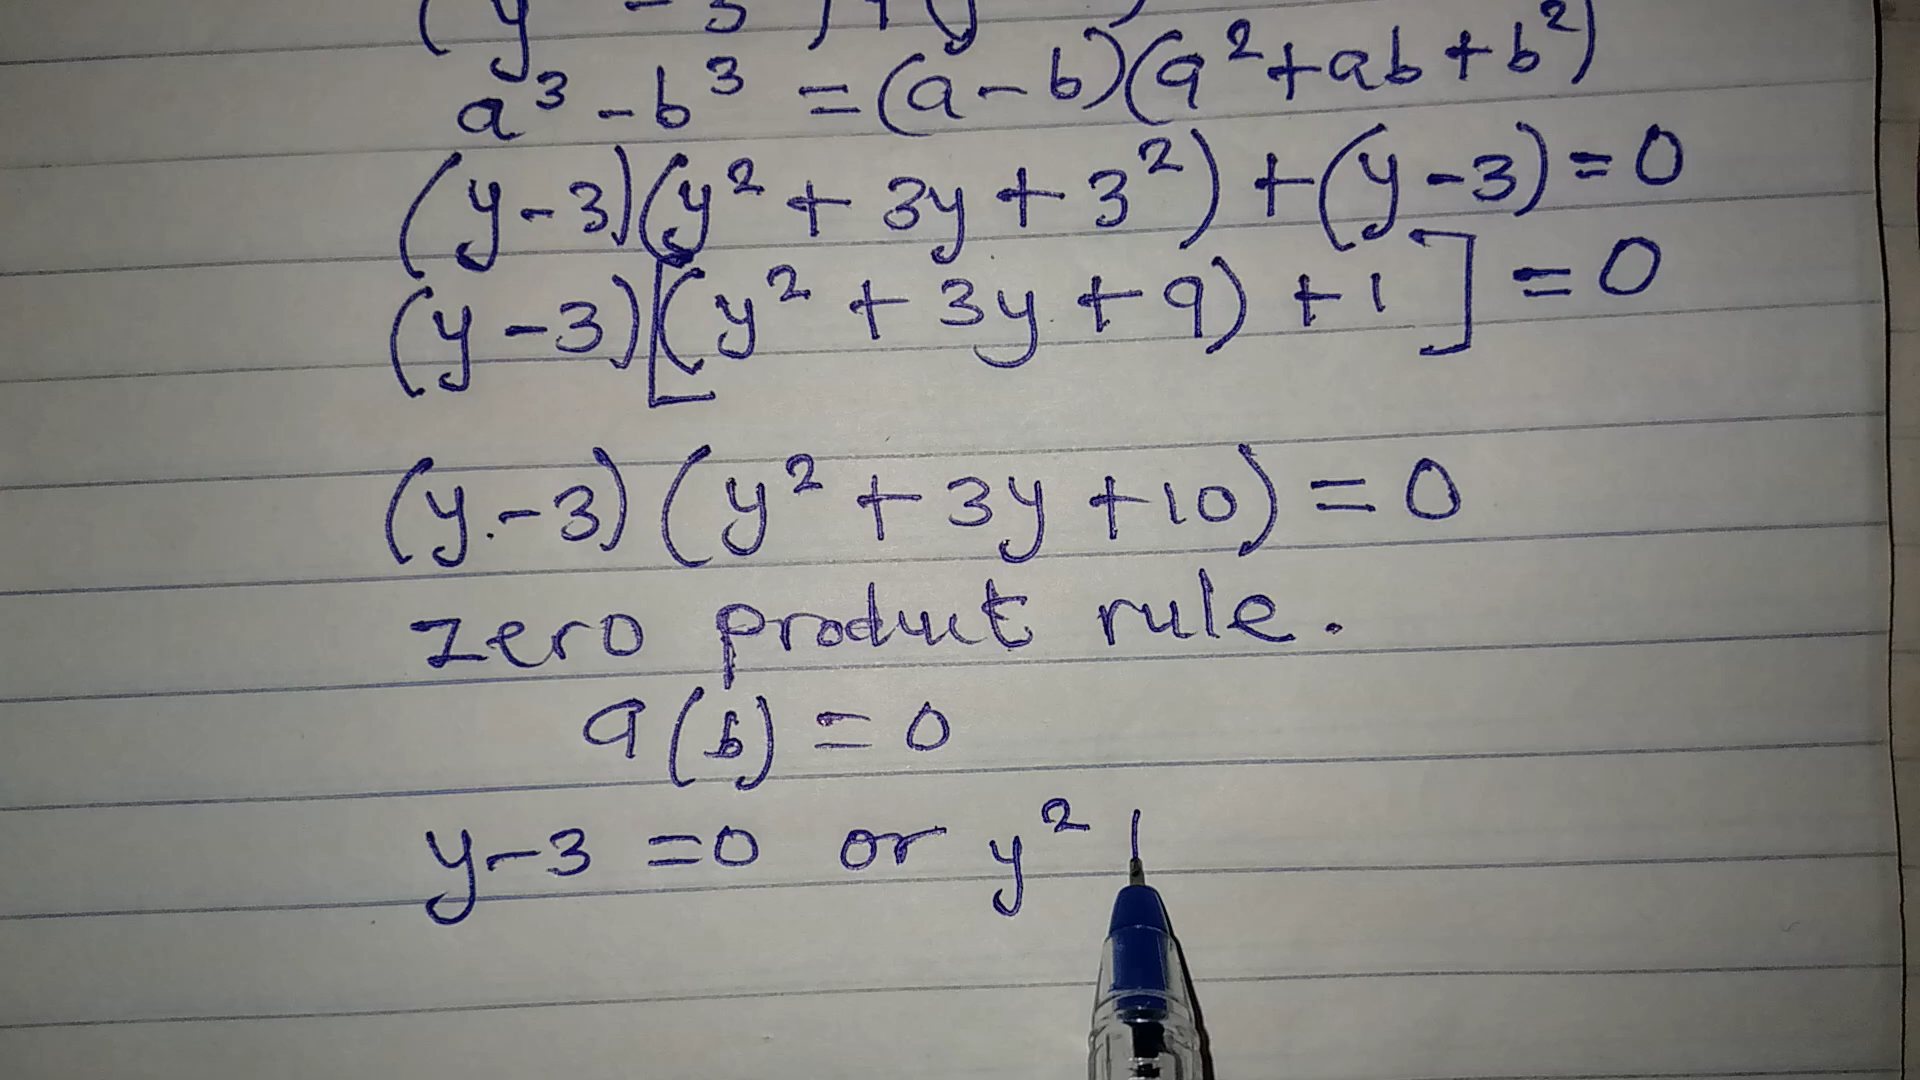 a³ - b³ = (a-b)(a²+ab+b²)
(y-3)(y² + 3y + 3²) + (y-3) = 0
(y-3)[(y² + 3y + 9) + 1] = 0
(y-3)(y² + 3y + 10) = 0
zero product rule.
a(b) = 0
y-3 = 0 or y²